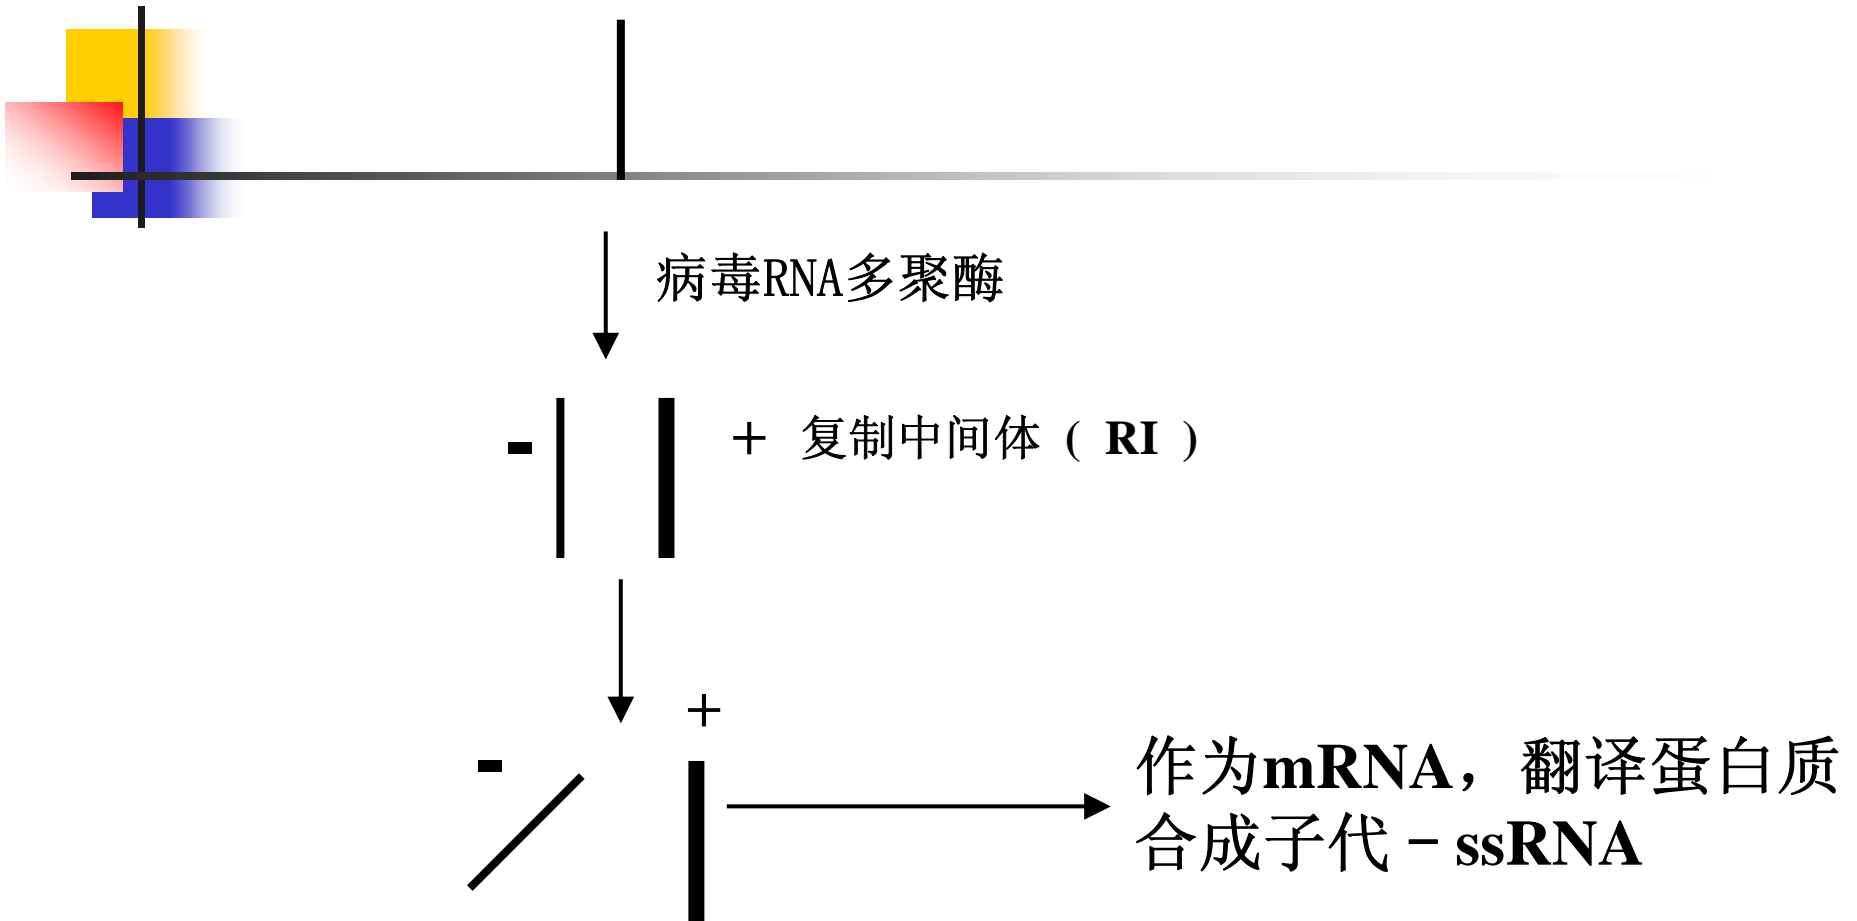 病毒RNA多聚酶
- + 复制中间体( RI )
+
-
作为mRNA，翻译蛋白质
合成子代－ssRNA